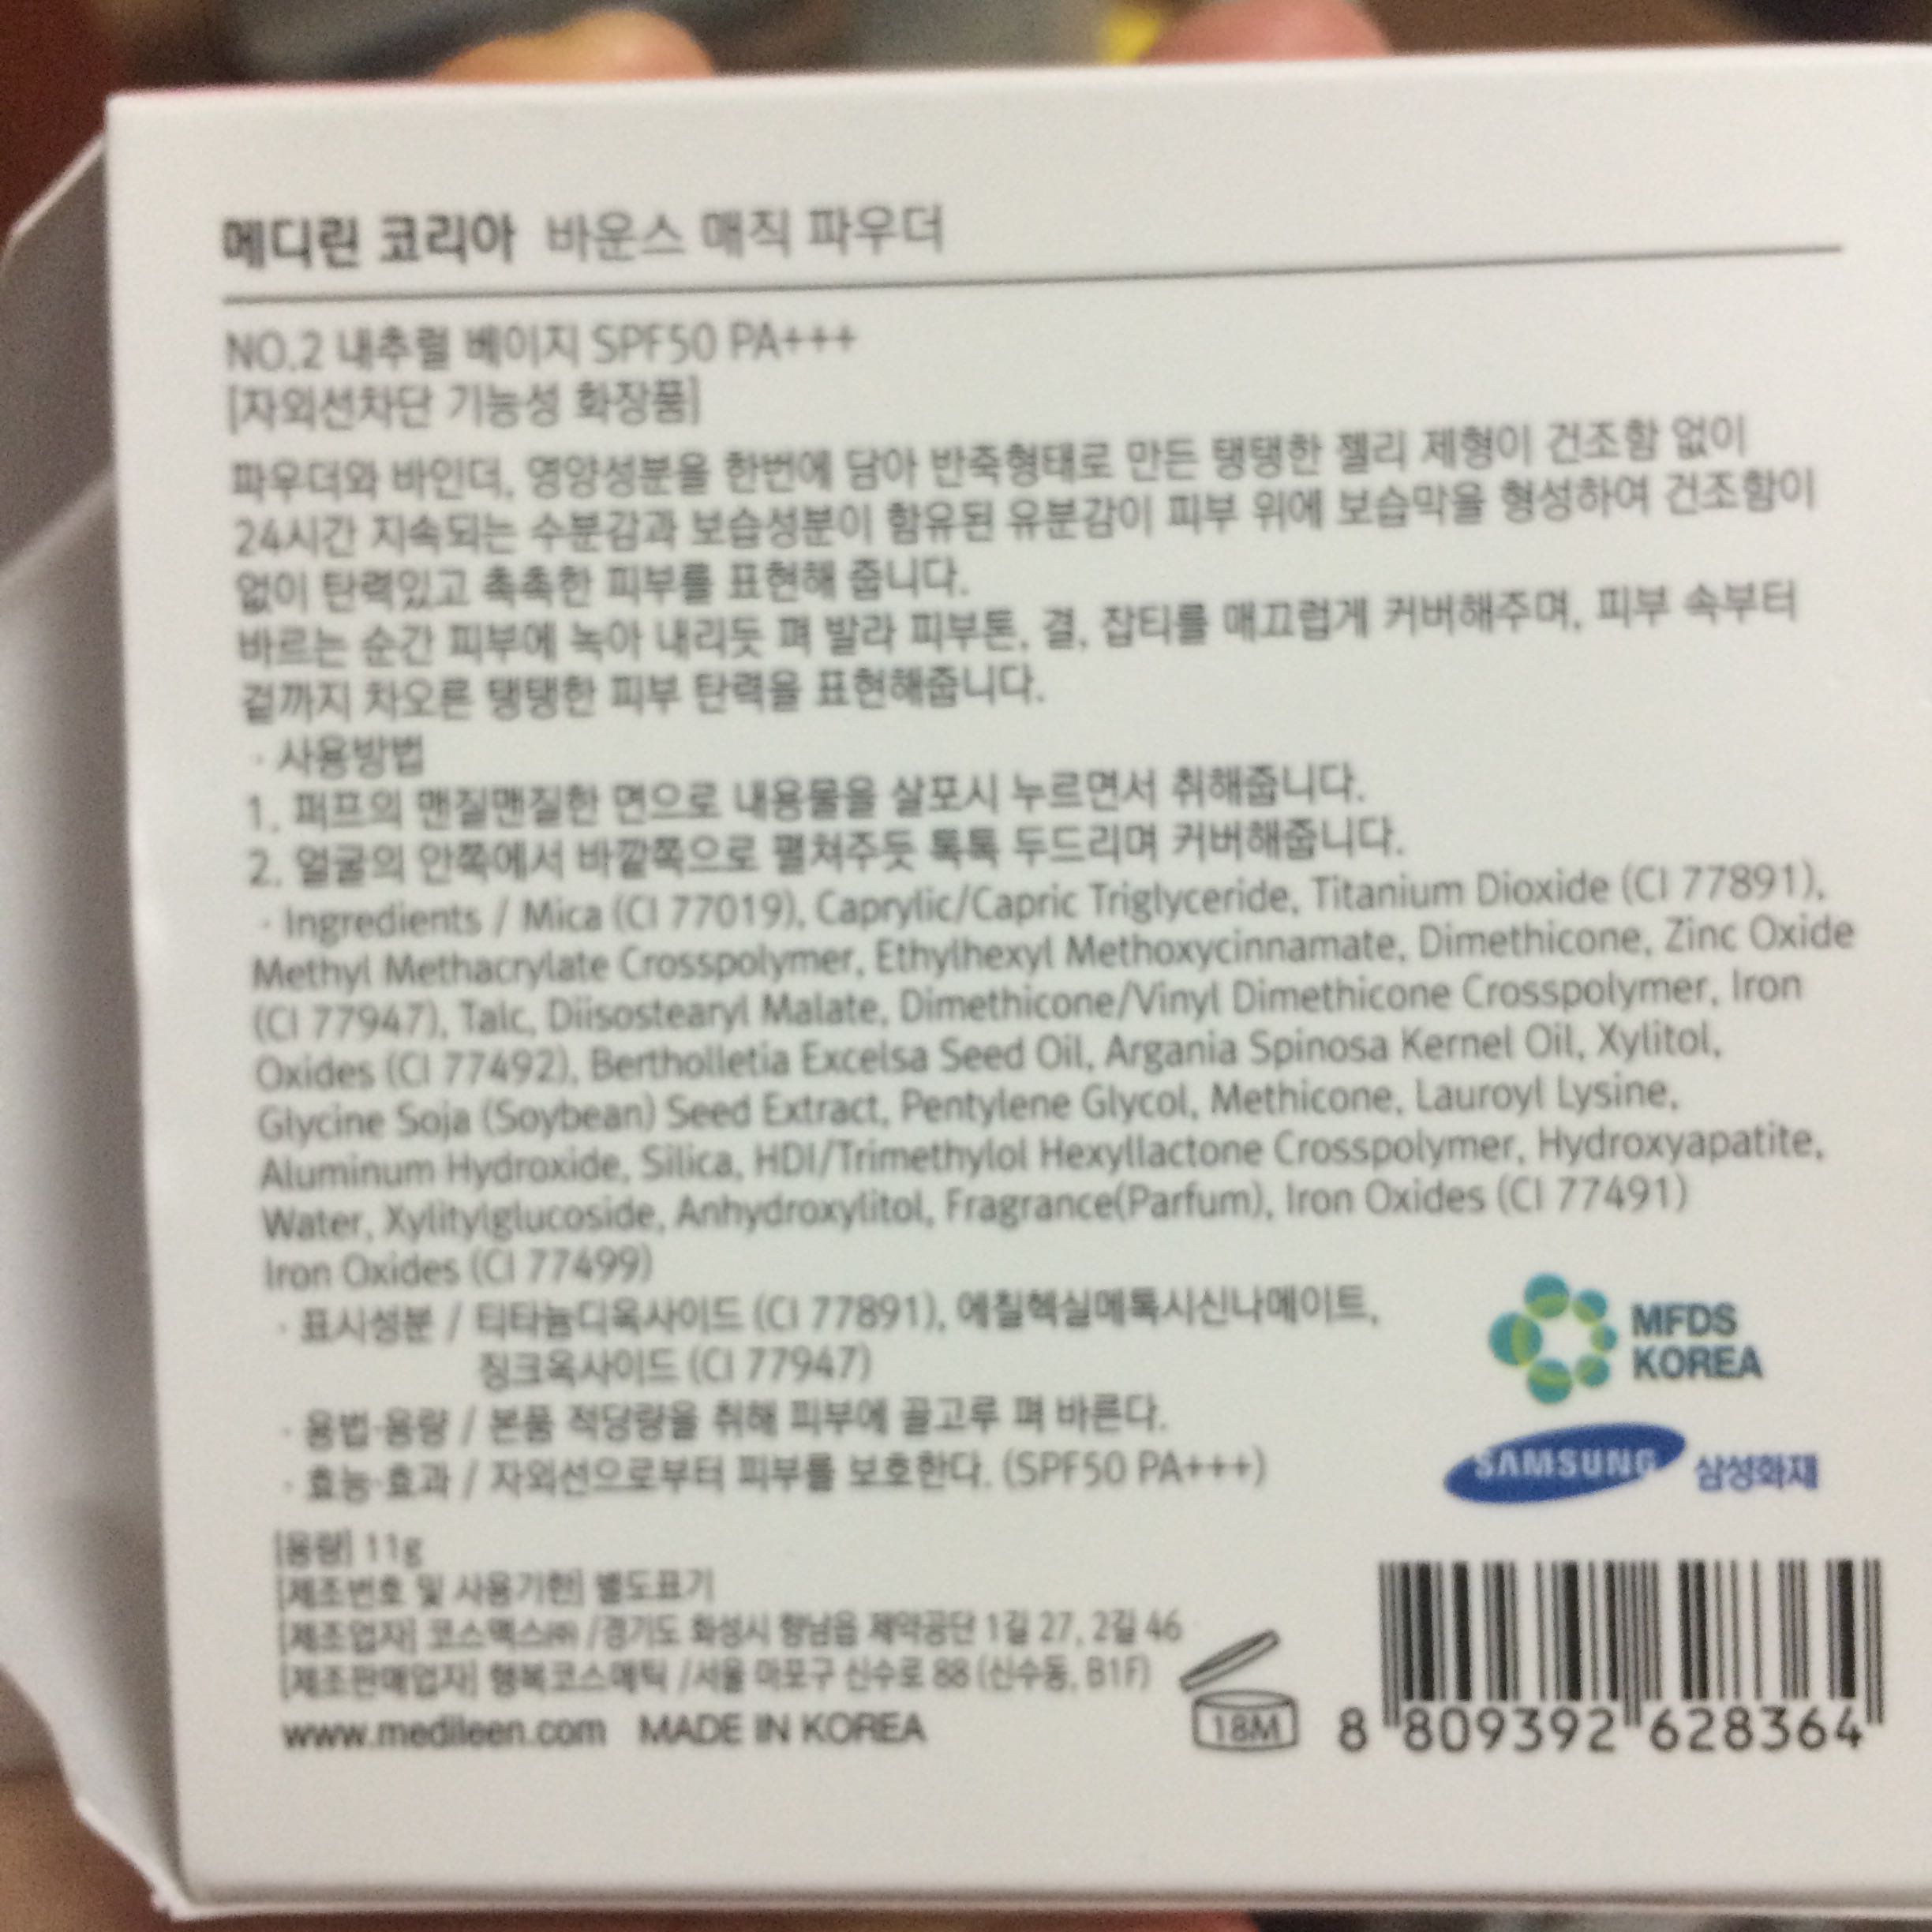 메디린 코리아 바운스 매직 파우더
NO.2 내추럴 베이지 SPF50 PA+++
[자외선차단 기능성 화장품]
파우더와 바인더, 영양성분을 한번에 담아 반죽형태로 만든 탱탱한 젤리 제형이 건조함 없이
24시간 지속되는 수분감과 보습성분이 함유된 유분감이 피부 위에 보습막을 형성하여 건조함이
없이 탄력있고 촉촉한 피부를 표현해 줍니다.
바르는 순간 피부에 녹아 내리듯 펴 발라 피부톤, 결, 잡티를 매끄럽게 커버해주며, 피부 속부터
겉까지 차오른 탱탱한 피부 탄력을 표현해줍니다.
· 사용방법
1. 퍼프의 맨질맨질한 면으로 내용물을 살포시 누르면서 취해줍니다.
2. 얼굴의 안쪽에서 바깥쪽으로 펼쳐주듯 톡톡 두드리며 커버해줍니다.
· Ingredients / Mica (CI 77019), Caprylic/Capric Triglyceride, Titanium Dioxide (CI 77891),
Methyl Methacrylate Crosspolymer, Ethylhexyl Methoxycinnamate, Dimethicone, Zinc Oxide
(CI 77947), Talc, Diisostearyl Malate, Dimethicone/Vinyl Dimethicone Crosspolymer, Iron
Oxides (CI 77492), Bertholletia Excelsa Seed Oil, Argania Spinosa Kernel Oil, Xylitol,
Glycine Soja (Soybean) Seed Extract, Pentylene Glycol, Methicone, Lauroyl Lysine,
Aluminum Hydroxide, Silica, HDI/Trimethylol Hexyllactone Crosspolymer, Hydroxyapatite,
Water, Xylitylglucoside, Anhydroxylitol, Fragrance(Parfum), Iron Oxides (CI 77491)
Iron Oxides (CI 77499)
· 표시성분 / 티타늄디옥사이드 (CI 77891), 에칠헥실메톡시신나메이트,
징크옥사이드 (CI 77947)
· 용법·용량 / 본품 적당량을 취해 피부에 골고루 펴 바른다.
· 효능·효과 / 자외선으로부터 피부를 보호한다. (SPF50 PA+++)
MFDS
KOREA
SAMSUNG 삼성화재
[용량] 11g
[제조번호 및 사용기한] 별도표기
[제조업자] 코스맥스㈜ /경기도 화성시 향남읍 제약공단 1길 27, 2길 46
[제조판매업자] 행복코스메틱 /서울 마포구 신수로 88 (신수동, B1F)
www.medileen.com MADE IN KOREA
18M
8 809392 628364